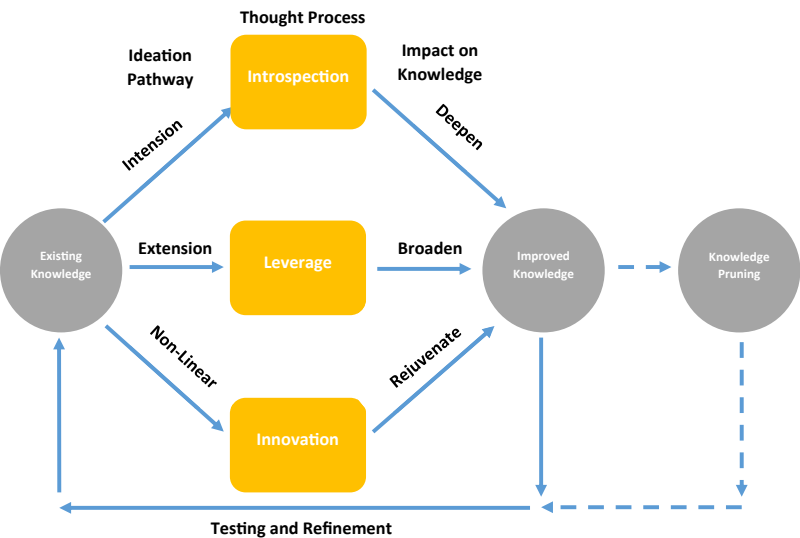 Thought Process
Ideation
Pathway
Introspection
Impact on
Knowledge
Intension
Deepen
Existing
Knowledge
Extension
Leverage
Broaden
Improved
Knowledge
Knowledge
Pruning
Non-Linear
Rejuvenate
Innovation
Testing and Refinement